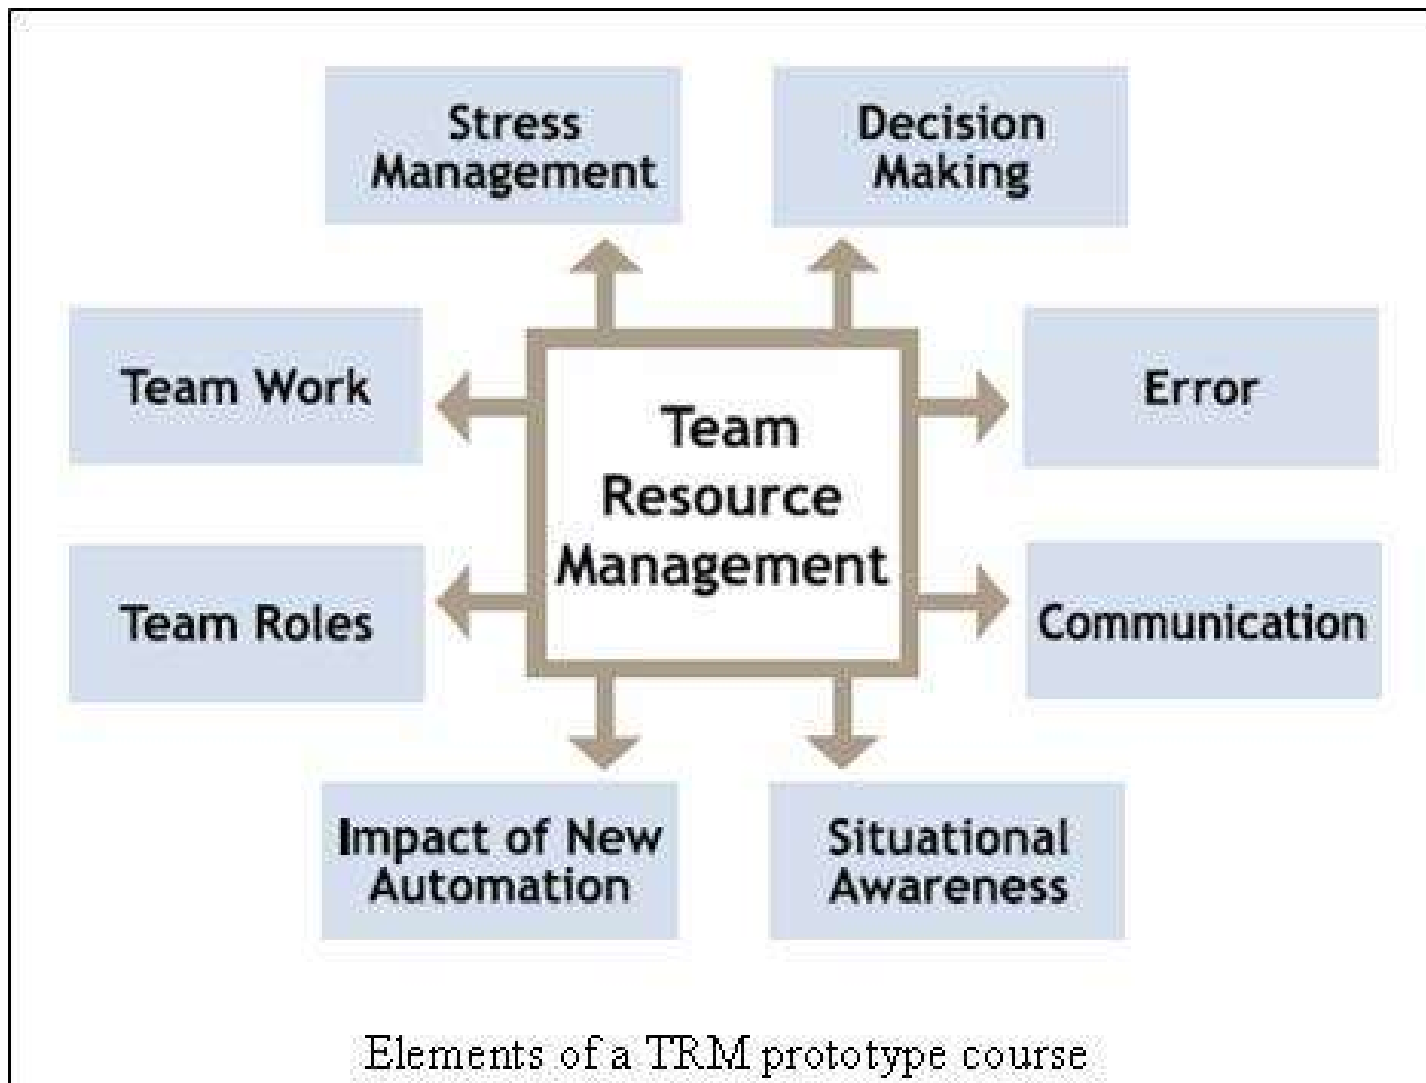 Stress
Management
Decision
Making
Team Work
Error
Team
Resource
Management
Team Roles
Communication
Impact of New
Automation
Situational
Awareness
Elements of a TRM prototype course